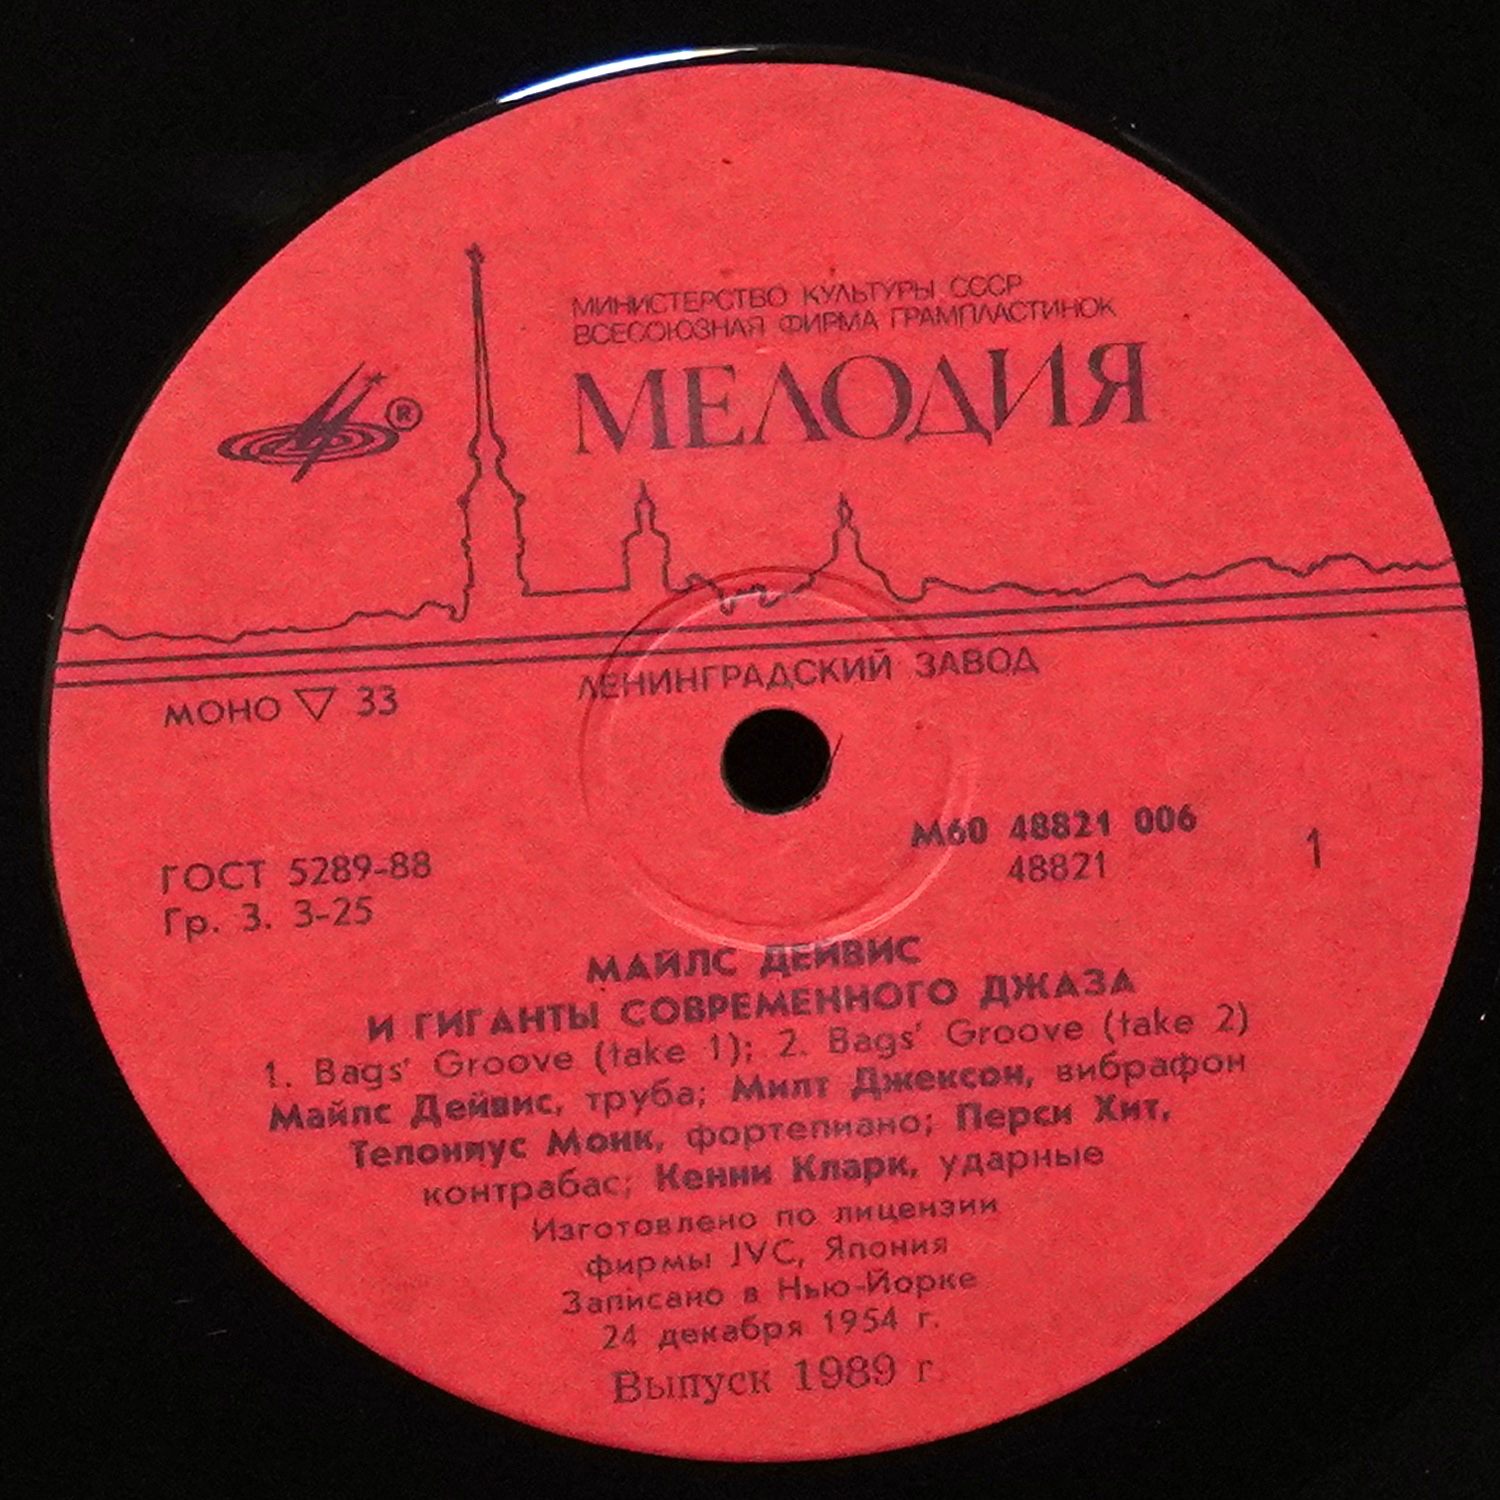 МИНИСТЕРСТВО КУЛЬТУРЫ СССР
ВСЕСОЮЗНАЯ ФИРМА ГРАМПЛАСТИНОК
МЕЛОДИЯ
®
ЛЕНИНГРАДСКИЙ ЗАВОД
МОНО ▽ 33
М60 48821 006
48821
1
ГОСТ 5289-88
Гр. 3. 3-25
МАЙЛС ДЕЙВИС
И ГИГАНТЫ СОВРЕМЕННОГО ДЖАЗА
1. Bags' Groove (take 1); 2. Bags' Groove (take 2)
Майлс Дейвис, труба; Милт Джексон, вибрафон
Телониус Монк, фортепиано; Перси Хит,
контрабас; Кенни Кларк, ударные
Изготовлено по лицензии
фирмы JVC, Япония
Записано в Нью-Йорке
24 декабря 1954 г.
Выпуск 1989 г.